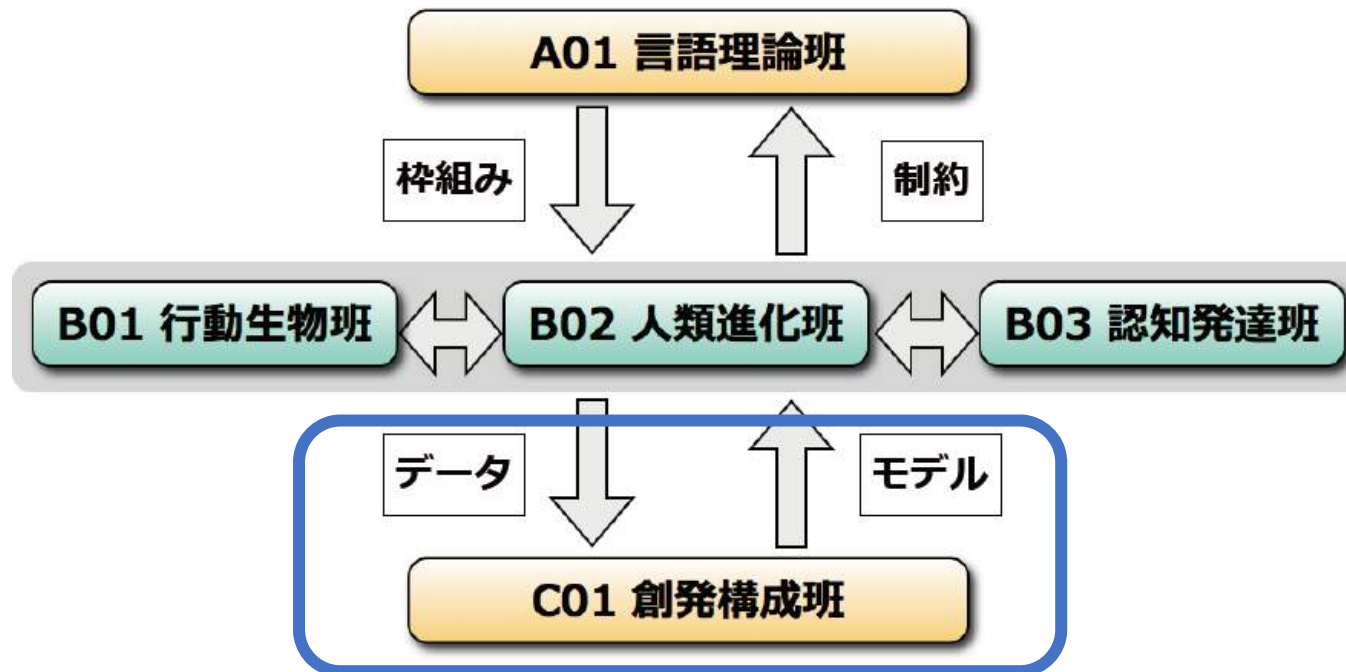 A01 言語理論班
枠組み
制約
B01 行動生物班
B02 人類進化班
B03 認知発達班
データ
モデル
C01 創発構成班